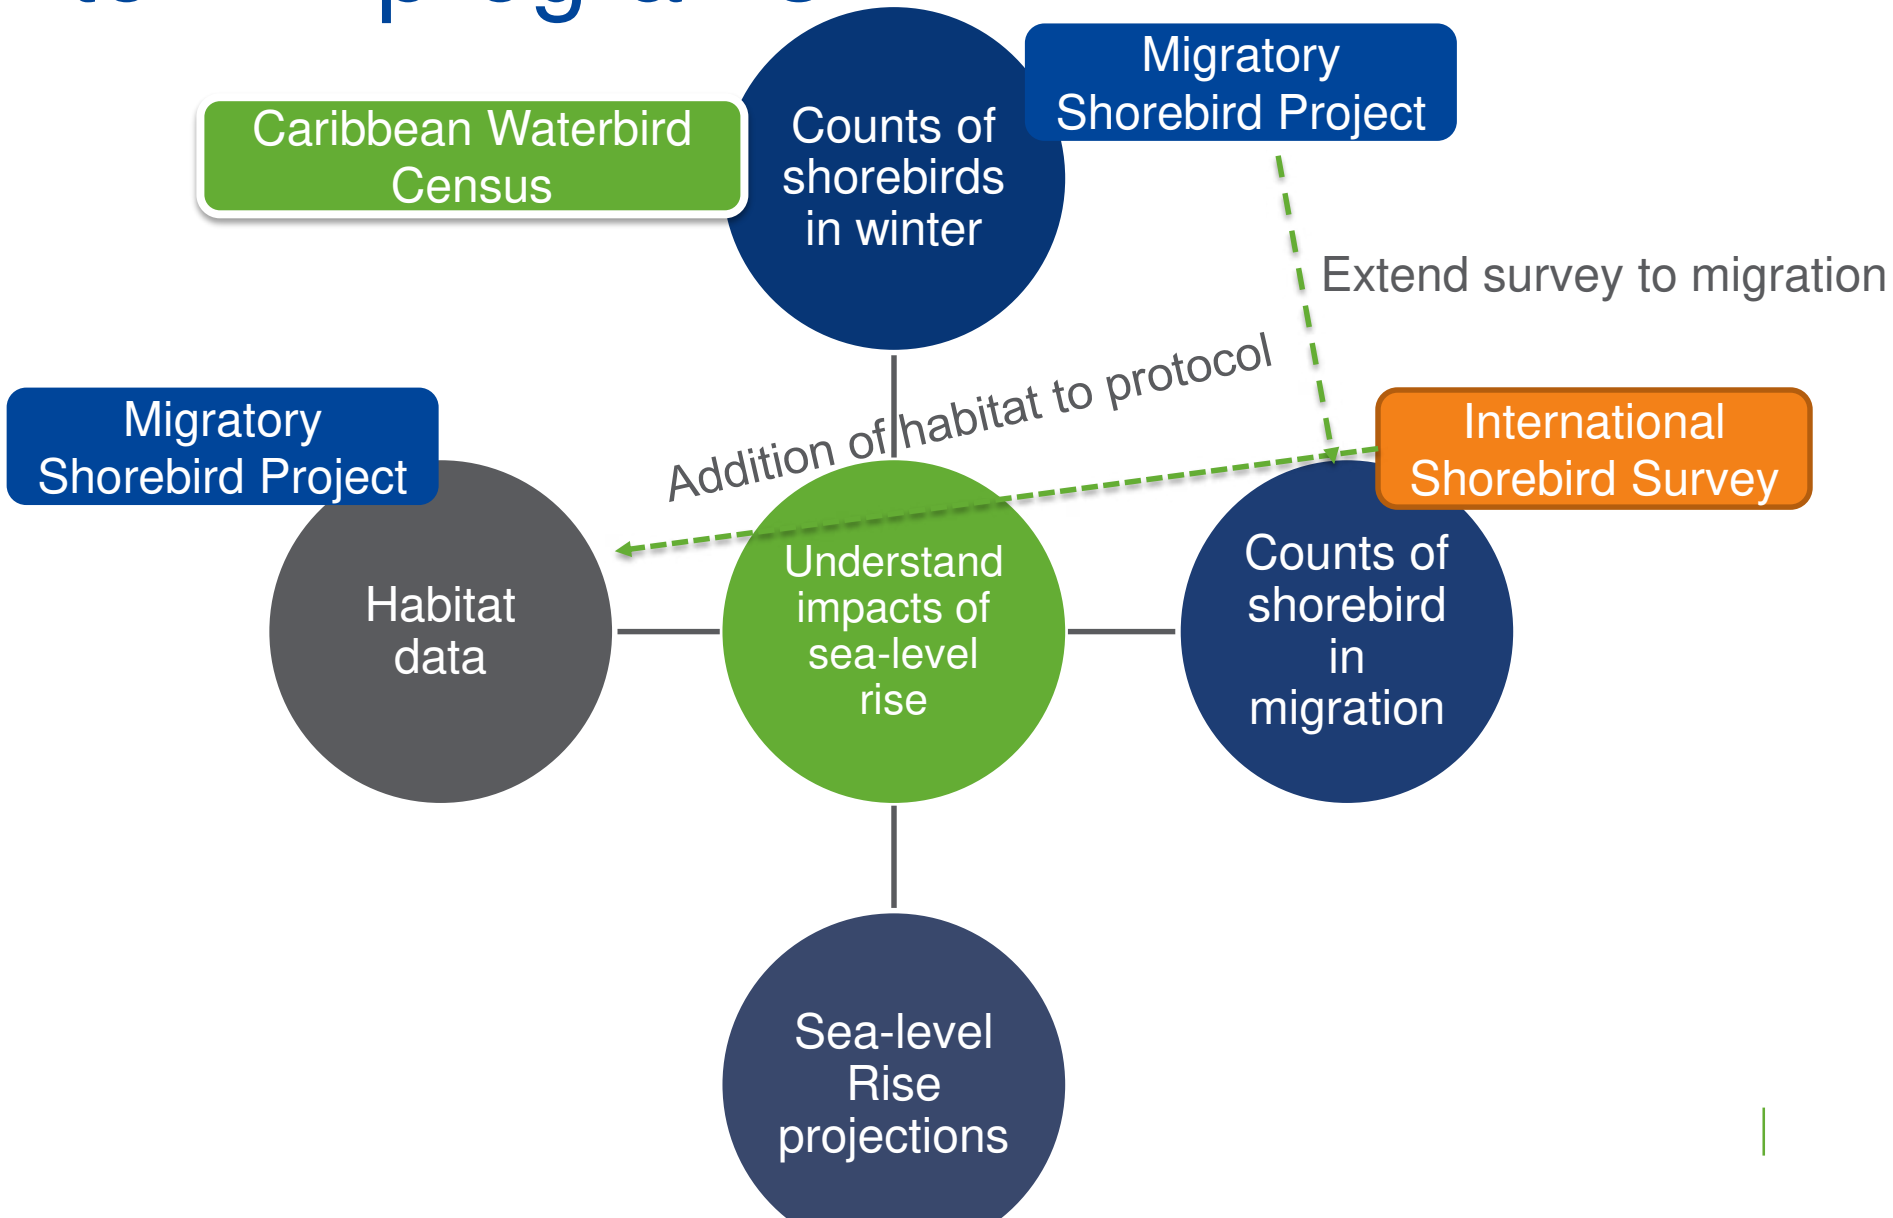 Migratory
Shorebird Project
Caribbean Waterbird
Census
Counts of
shorebirds
in winter
Extend survey to migration
Addition of habitat to protocol
Migratory
Shorebird Project
International
Shorebird Survey
Habitat
data
Understand
impacts of
sea-level
rise
Counts of
shorebird
in
migration
Sea-level
Rise
projections